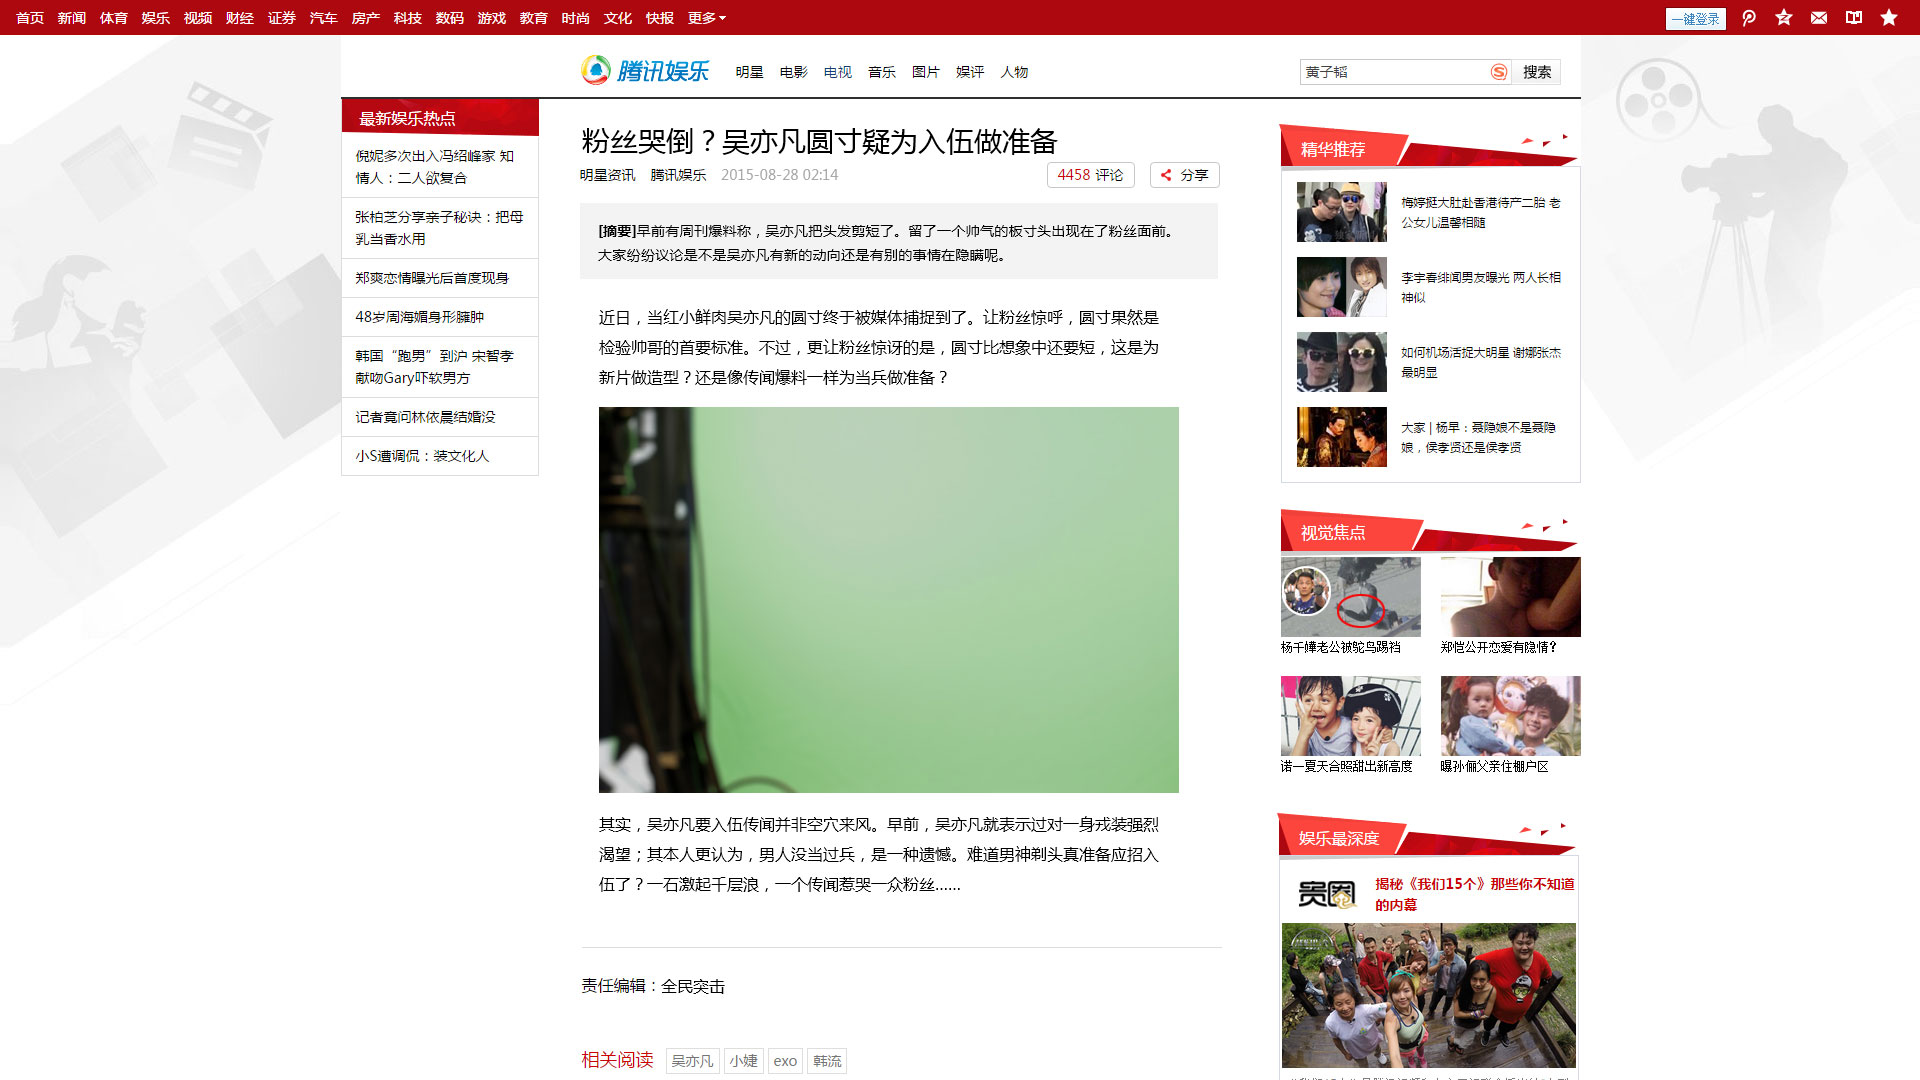 首页 新闻 体育 娱乐 视频 财经 证券 汽车 房产 科技 数码 游戏 教育 时尚 文化 快报 更多
一键登录
腾讯娱乐 明星 电影 电视 音乐 图片 娱评 人物
黄子韬 搜索
最新娱乐热点
倪妮多次出入冯绍峰家 知
情人：二人欲复合
张柏芝分享亲子秘诀：把母
乳当香水用
郑爽恋情曝光后首度现身
48岁周海媚身形臃肿
韩国“跑男”到沪 宋智孝
献吻Gary吓软男方
记者竟问林依晨结婚没
小S遭调侃：装文化人
粉丝哭倒？吴亦凡圆寸疑为入伍做准备
明星资讯 腾讯娱乐 2015-08-28 02:14
4458 评论 分享
[摘要]早前有周刊爆料称，吴亦凡把头发剪短了。留了一个帅气的板寸头出现在了粉丝面前。
大家纷纷议论是不是吴亦凡有新的动向还是有别的事情在隐瞒呢。
近日，当红小鲜肉吴亦凡的圆寸终于被媒体捕捉到了。让粉丝惊呼，圆寸果然是
检验帅哥的首要标准。不过，更让粉丝惊讶的是，圆寸比想象中还要短，这是为
新片做造型？还是像传闻爆料一样为当兵做准备？
其实，吴亦凡要入伍传闻并非空穴来风。早前，吴亦凡就表示过对一身戎装强烈
渴望；其本人更认为，男人没当过兵，是一种遗憾。难道男神剃头真准备应招入
伍了？一石激起千层浪，一个传闻惹哭一众粉丝......
责任编辑：全民突击
相关阅读 吴亦凡 小婕 exo 韩流
精华推荐
梅婷挺大肚赴香港待产二胎 老
公女儿温馨相随
李宇春绯闻男友曝光 两人长相
神似
如何机场活捉大明星 谢娜张杰
最明显
大家 | 杨早：聂隐娘不是聂隐
娘，侯孝贤还是侯孝贤
视觉焦点
杨千嬅老公被鸵鸟踢裆
郑恺公开恋爱有隐情?
诺一夏天合照甜出新高度
曝孙俪父亲住棚户区
娱乐最深度
贵圈
揭秘《我们15个》那些你不知道
的内幕